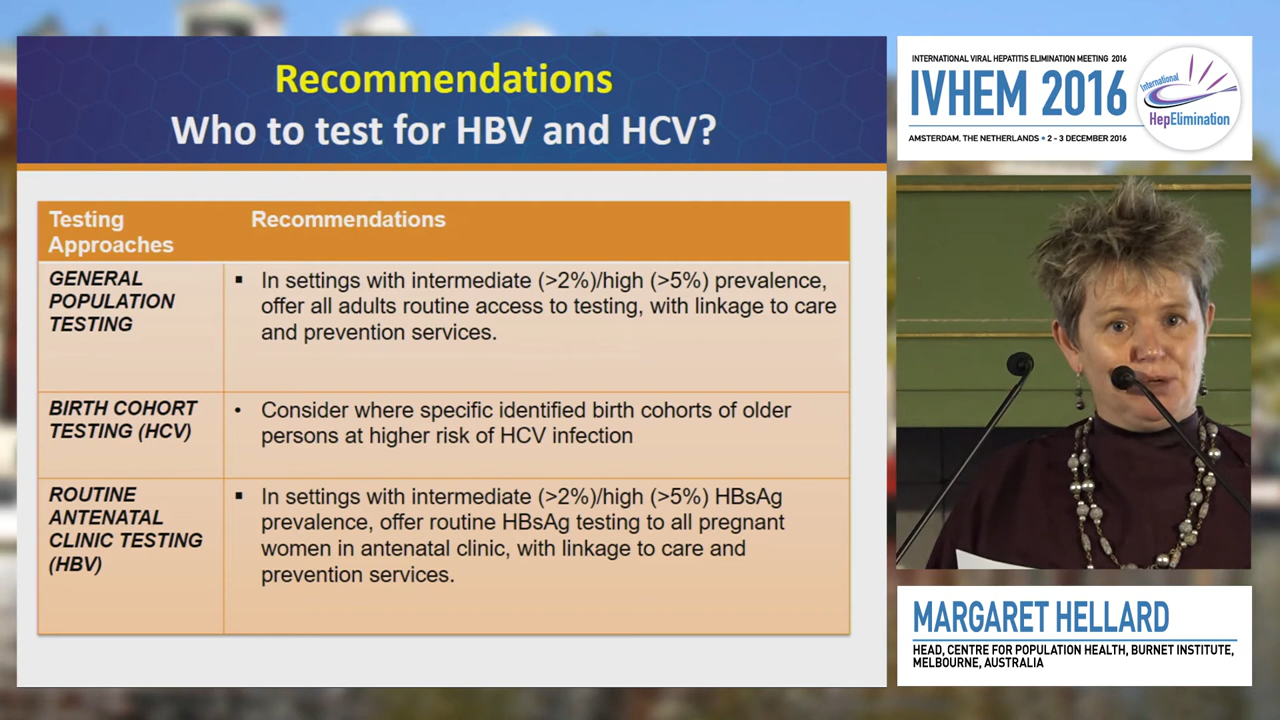 Recommendations
Who to test for HBV and HCV?
Testing
Approaches
Recommendations
GENERAL
POPULATION
TESTING
▪ In settings with intermediate (>2%)/high (>5%) prevalence,
offer all adults routine access to testing, with linkage to care
and prevention services.
BIRTH COHORT
TESTING (HCV)
• Consider where specific identified birth cohorts of older
persons at higher risk of HCV infection
ROUTINE
ANTENATAL
CLINIC TESTING
(HBV)
▪ In settings with intermediate (>2%)/high (>5%) HBsAg
prevalence, offer routine HBsAg testing to all pregnant
women in antenatal clinic, with linkage to care and
prevention services.
INTERNATIONAL VIRAL HEPATITIS ELIMINATION MEETING 2016
IVHEM 2016
AMSTERDAM, THE NETHERLANDS • 2 - 3 DECEMBER 2016
International
HepElimination
MARGARET HELLARD
HEAD, CENTRE FOR POPULATION HEALTH, BURNET INSTITUTE,
MELBOURNE, AUSTRALIA